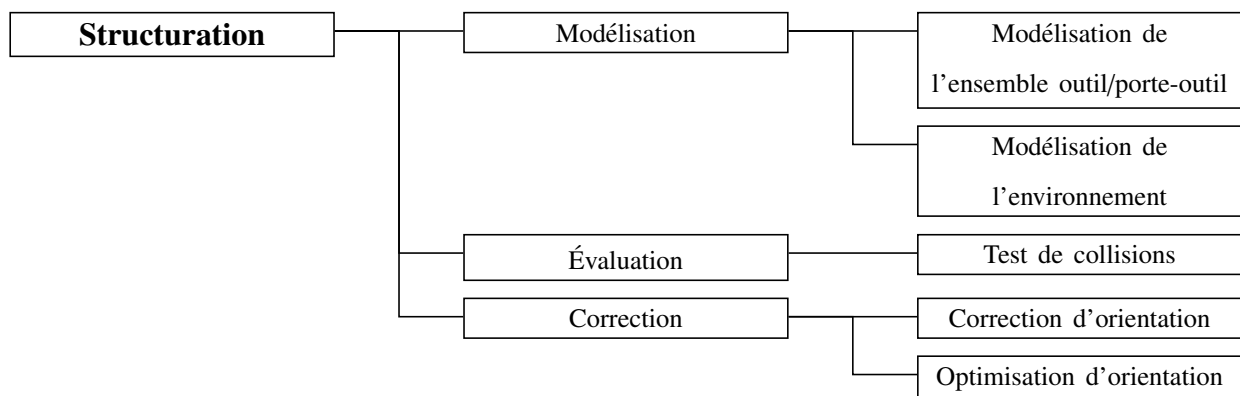 Structuration
Modélisation
Modélisation de
l'ensemble outil/porte-outil
Modélisation de
l'environnement
Évaluation
Test de collisions
Correction
Correction d'orientation
Optimisation d'orientation